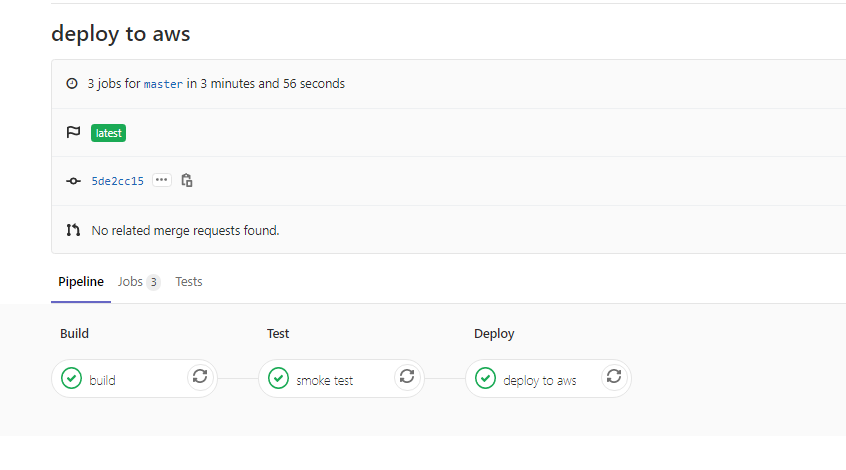 deploy to aws
3 jobs for master in 3 minutes and 56 seconds
latest
5de2cc15
No related merge requests found.
Pipeline Jobs 3 Tests
Build Test Deploy
build smoke test deploy to aws